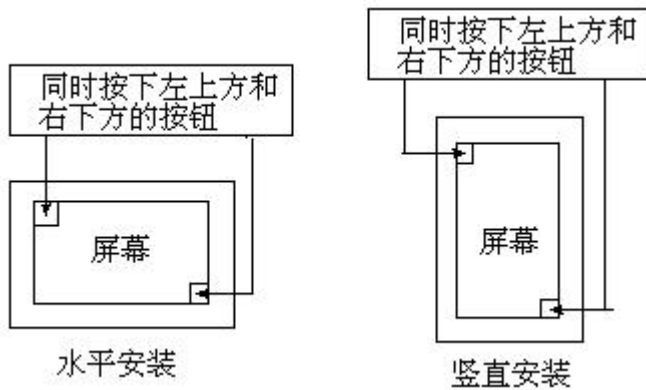 同时按下左上方和
右下方的按钮
屏幕
水平安装
同时按下左上方和
右下方的按钮
屏幕
竖直安装